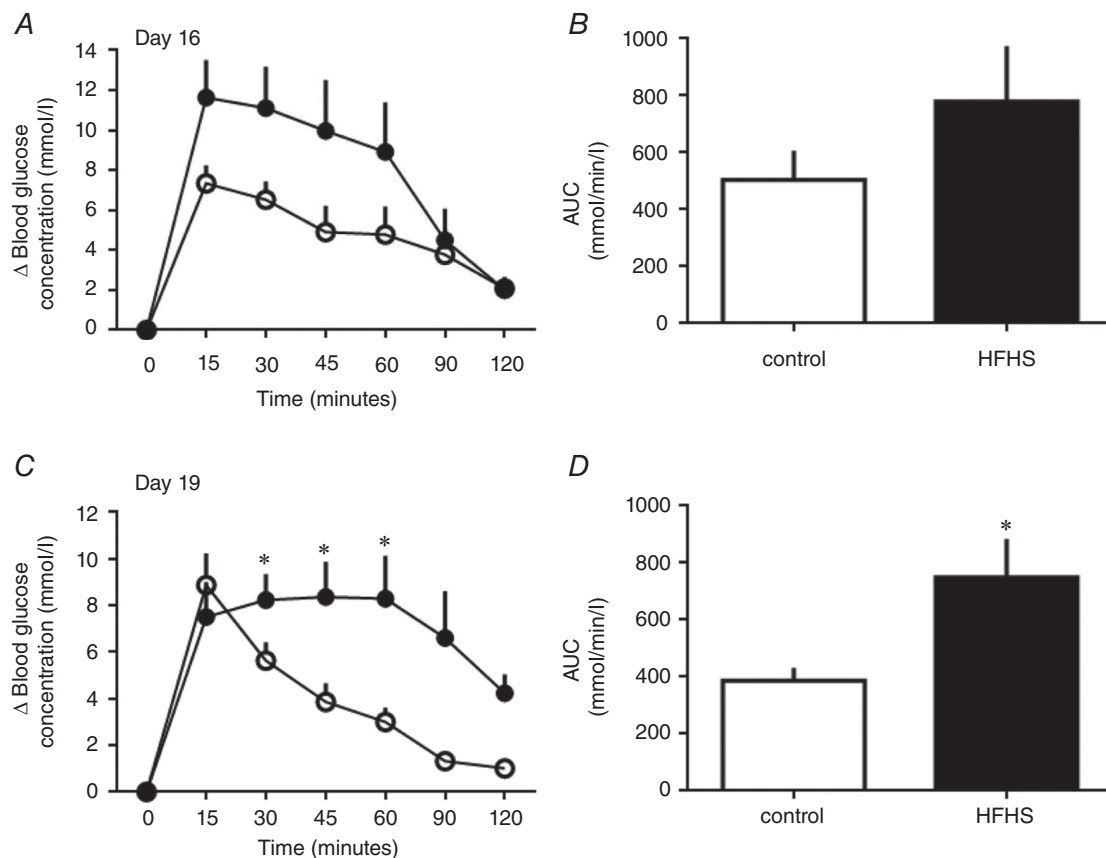 A
Day 16
14
12
10
8
6
4
2
0
Δ Blood glucose
concentration (mmol/l)
0 15 30 45 60 90 120
Time (minutes)
B
1000
800
600
400
200
0
AUC
(mmol/min/l)
control HFHS
C
Day 19
12
10
8
6
4
2
0
Δ Blood glucose
concentration (mmol/l)
* * *
0 15 30 45 60 90 120
Time (minutes)
D
1000
800
600
400
200
0
AUC
(mmol/min/l)
*
control HFHS